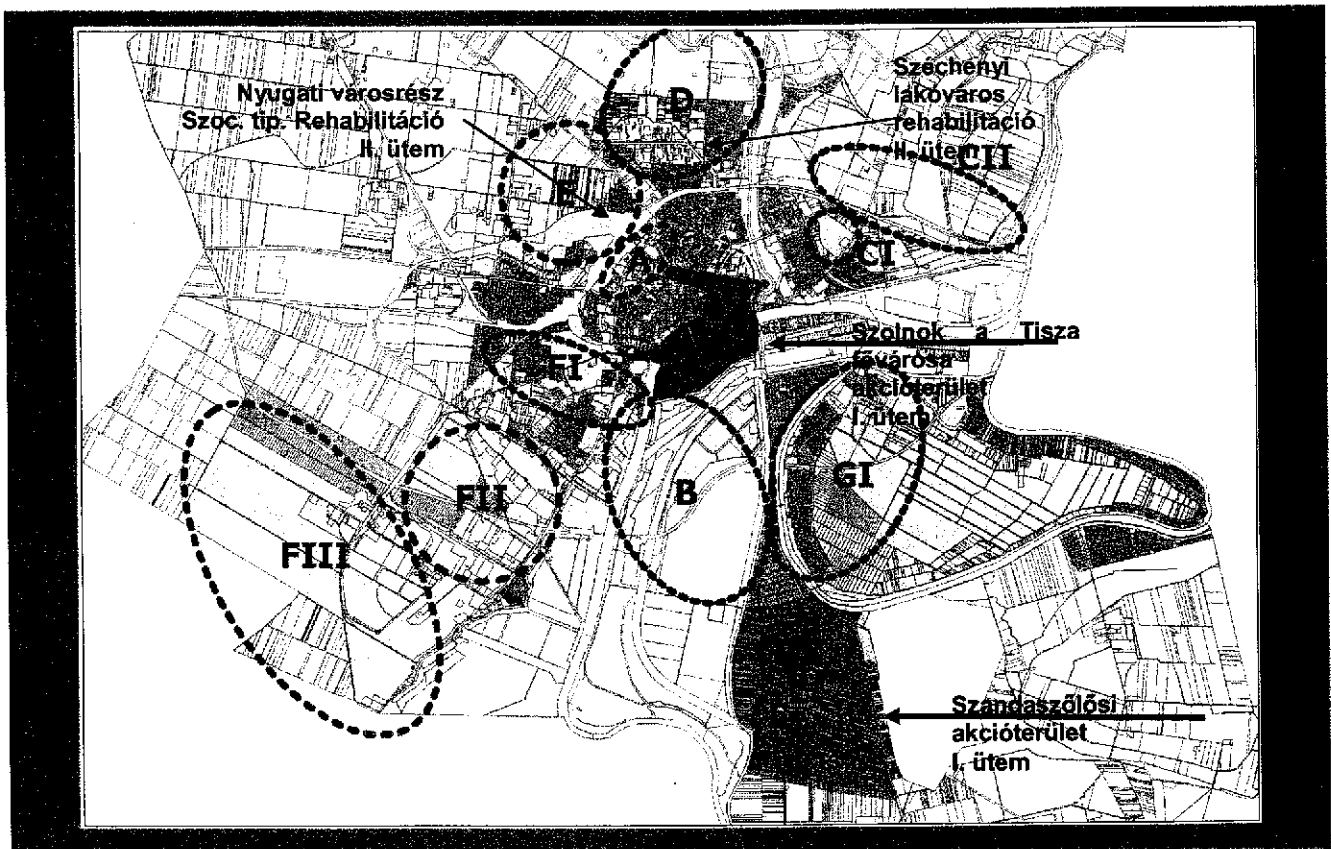 Nyugati városrész
Szoc. tip. Rehabilitáció
II. ütem
D
Széchenyi
lakóváros
rehabilitáció
II. ütem
CII
E
A
CI
Szolnok a Tisza
fővárosa
akcióterület
I. ütem
FI
FII
B
GI
FIII
Szandaszőlősi
akcióterület
I. ütem